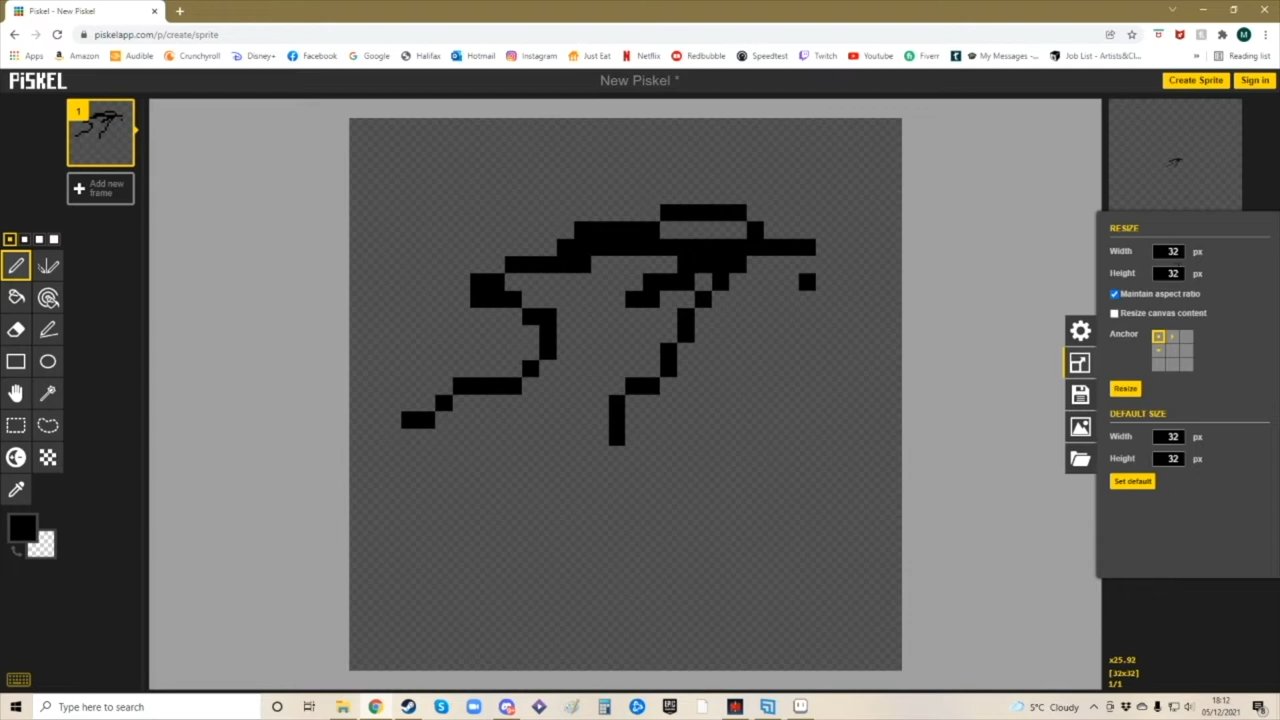 Piskel - New Piskel
piskelapp.com/p/create/sprite
M
Apps Amazon Audible Crunchyroll Disney+ Facebook Google Halifax Hotmail Instagram Just Eat Netflix Redbubble Speedtest Twitch Youtube Fiverr My Messages -... Job List - Artists&Cl... » Reading list
PiSKEL
New Piskel *
Create Sprite Sign in
1
Add new
frame
RESIZE
Width 32 px
Height 32 px
Maintain aspect ratio
Resize canvas content
Anchor
Resize
DEFAULT SIZE
Width 32 px
Height 32 px
Set default
x25.92
[32x32]
1/1
Type here to search
5°C Cloudy
18:12
05/12/2021